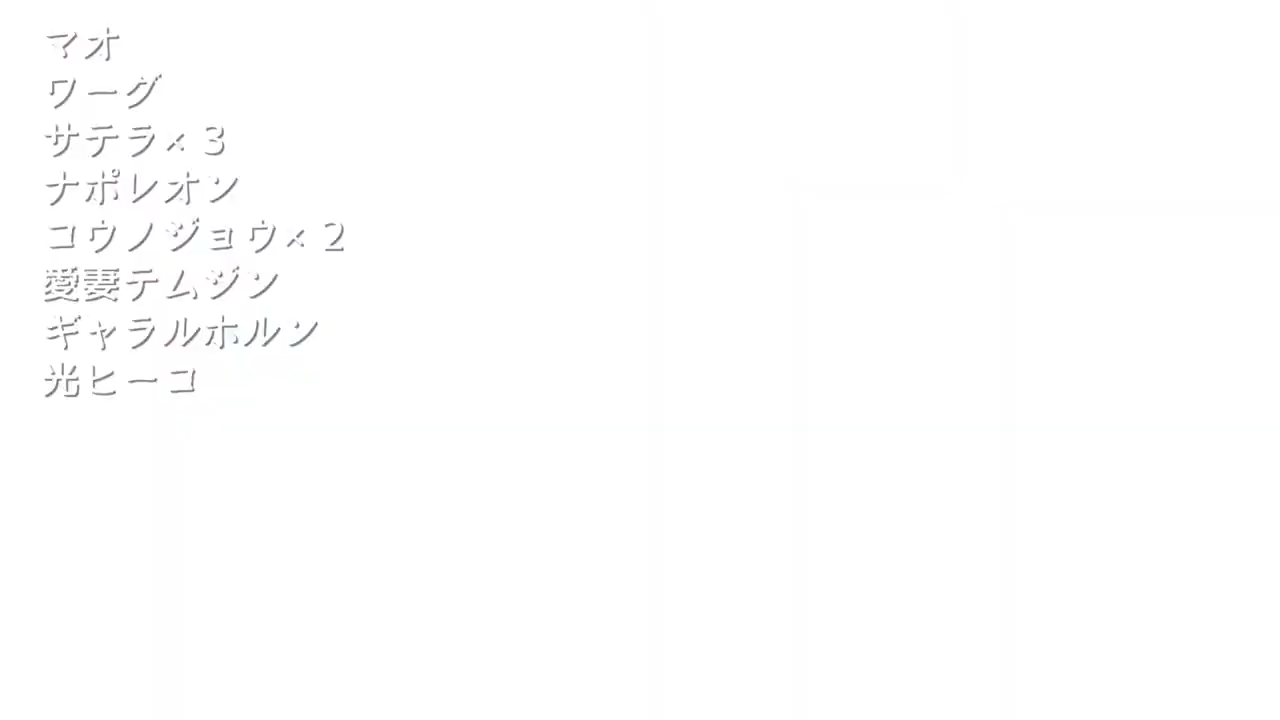 マオ
ワーグ
サテラ×３
ナポレオン
コウノジョウ×２
愛妻テムジン
ギャラルホルン
光ヒーコ